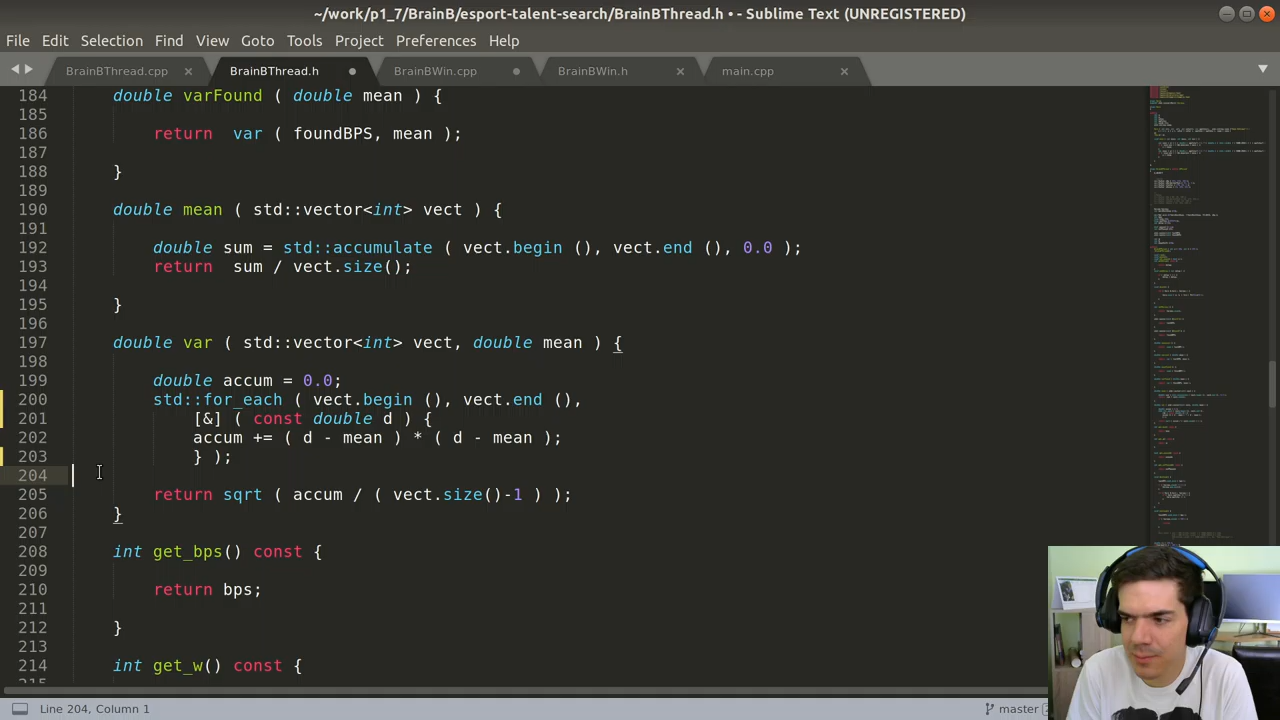 ~/work/p1_7/BrainB/esport-talent-search/BrainBThread.h • - Sublime Text (UNREGISTERED)
File Edit Selection Find View Goto Tools Project Preferences Help
BrainBThread.cpp BrainBThread.h BrainBWin.cpp BrainBWin.h main.cpp
184 double varFound ( double mean ) {
185
186 return  var ( foundBPS, mean );
187
188 }
189
190 double mean ( std::vector<int> vect ) {
191
192 double sum = std::accumulate ( vect.begin (), vect.end (), 0.0 );
193 return  sum / vect.size();
194
195 }
196
197 double var ( std::vector<int> vect, double mean ) {
198
199 double accum = 0.0;
200 std::for_each ( vect.begin (), vect.end (),
201 [&] ( const double d ) {
202 accum += ( d - mean ) * ( d - mean );
203 } );
204
205 return sqrt ( accum / ( vect.size()-1 ) );
206 }
207
208 int get_bps() const {
209
210 return bps;
211
212 }
213
214 int get_w() const {
Line 204, Column 1 master